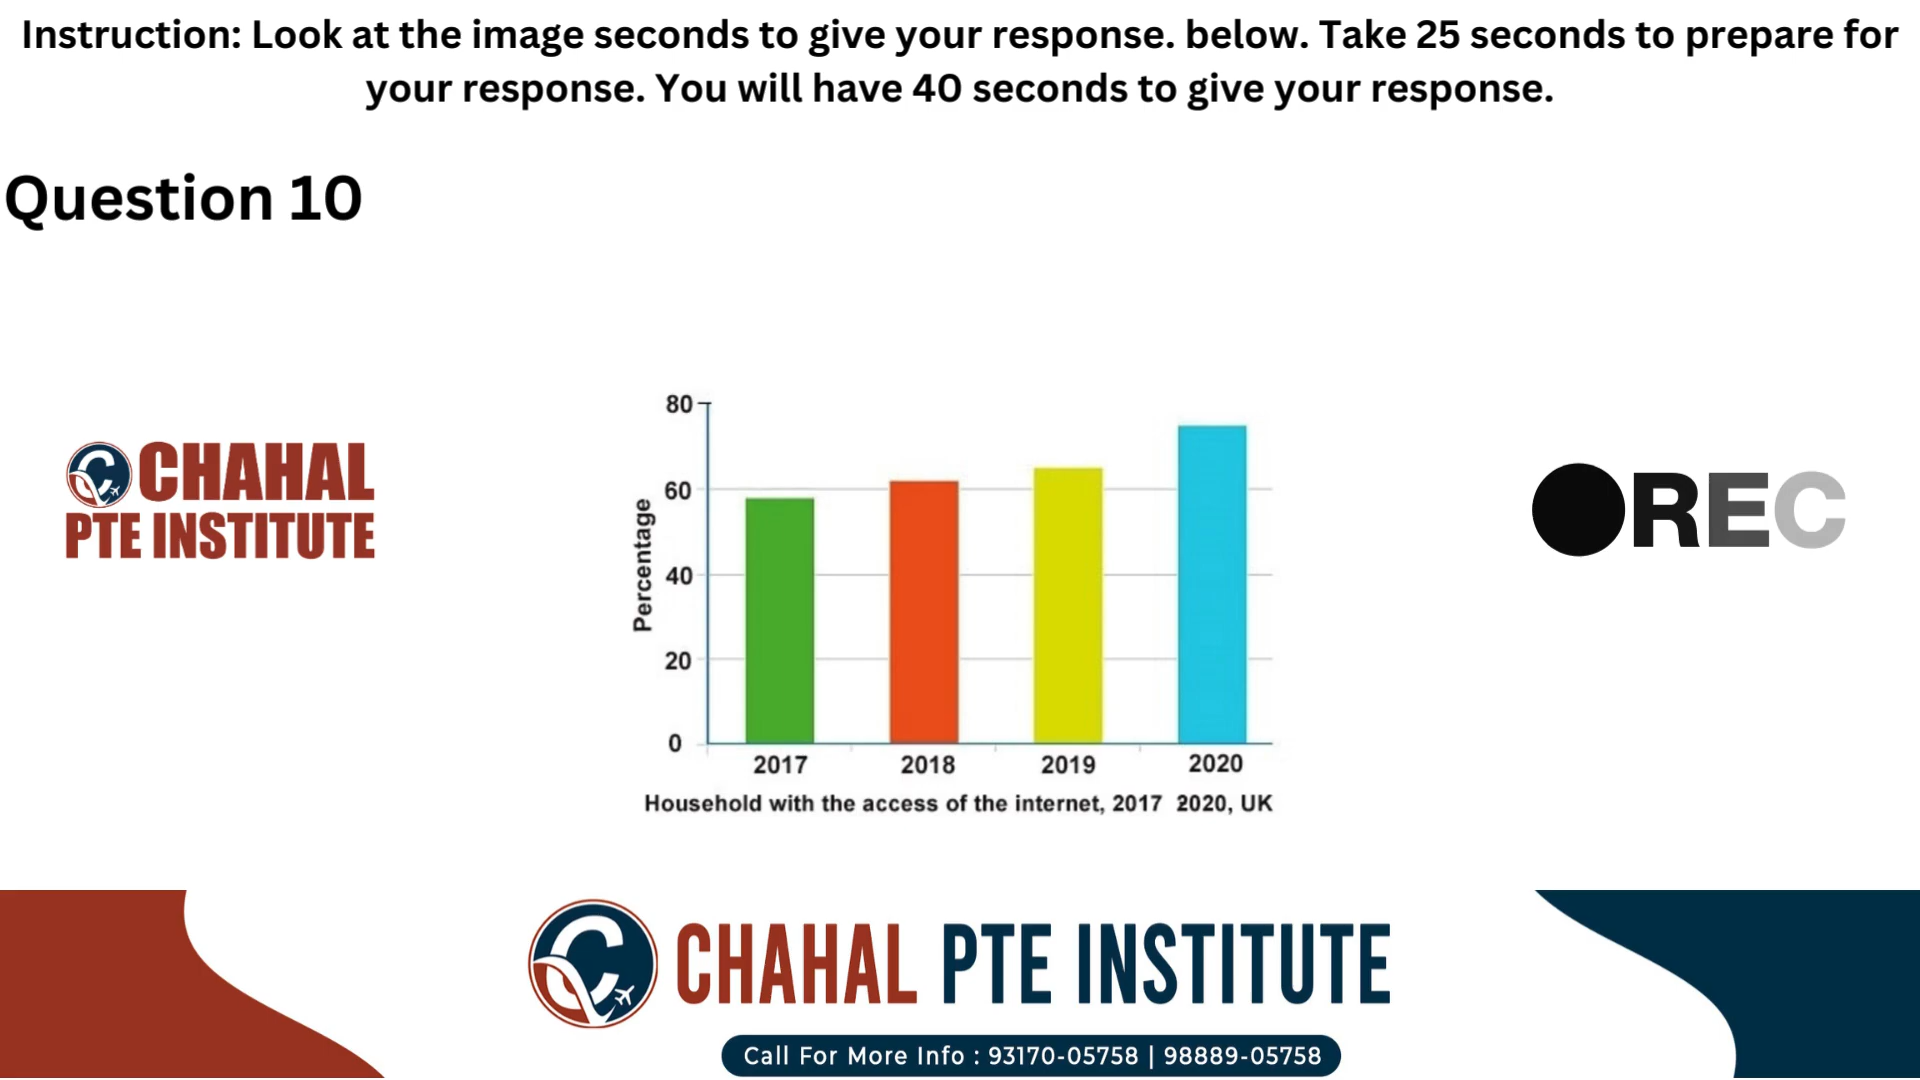 Instruction: Look at the image seconds to give your response. below. Take 25 seconds to prepare for
your response. You will have 40 seconds to give your response.
Question 10
CHAHAL
PTE INSTITUTE
REC
Percentage
80
60
40
20
0
2017 2018 2019 2020
Household with the access of the internet, 2017 2020, UK
CHAHAL PTE INSTITUTE
Call For More Info : 93170-05758 | 98889-05758